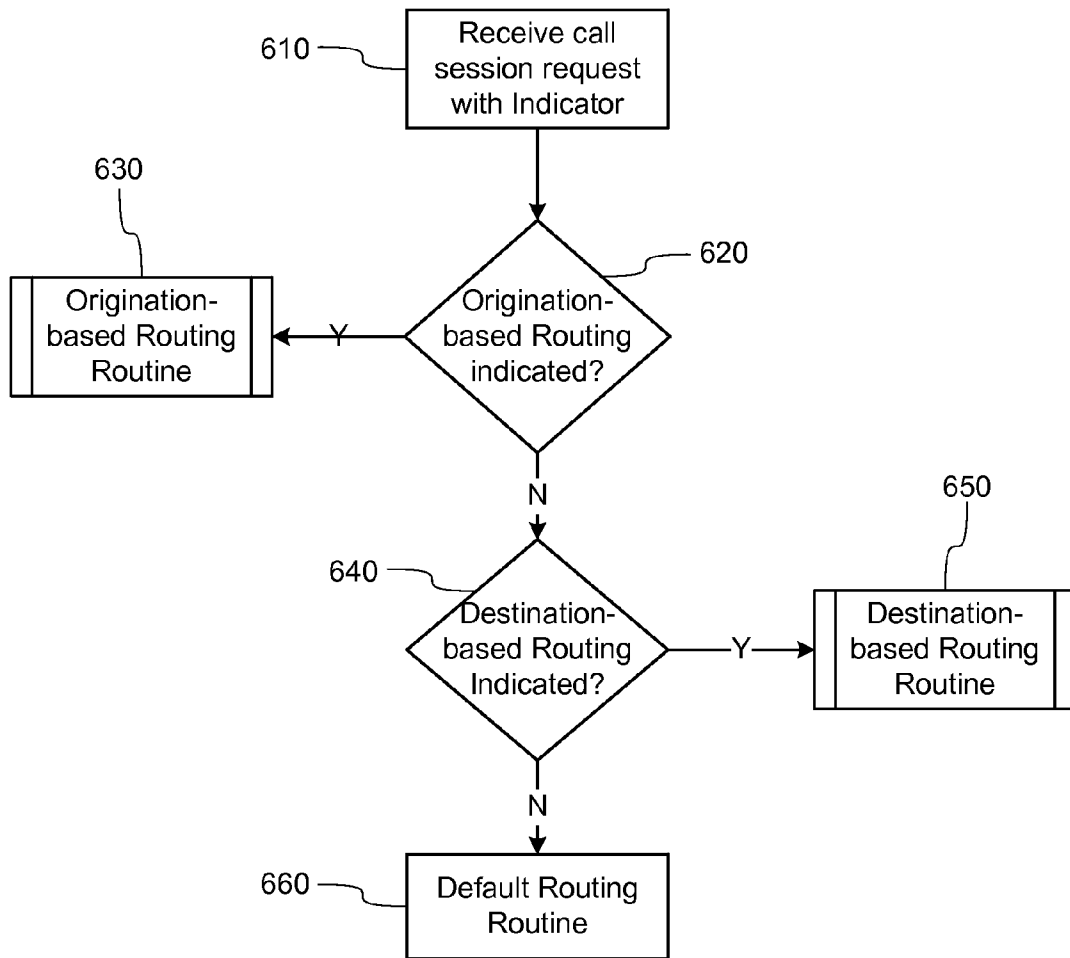 610
Receive call
session request
with Indicator
630
620
Origination-
based Routing
Routine
Y
Origination-
based Routing
indicated?
N
650
640
Destination-
based Routing
Indicated?
Y
Destination-
based Routing
Routine
N
660
Default Routing
Routine